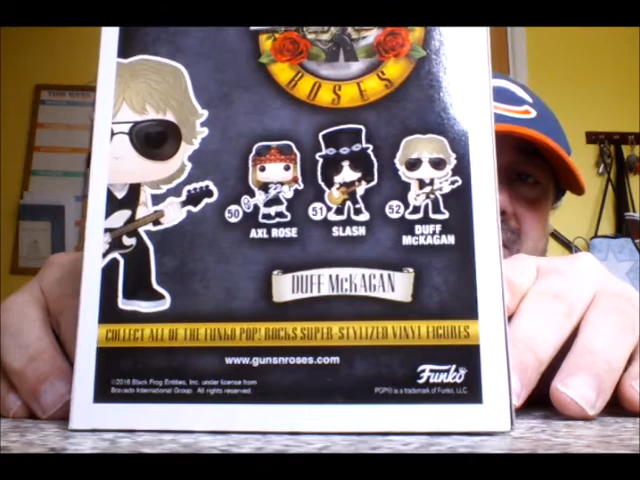 ROSES
50
AXL ROSE
51
SLASH
52
DUFF
McKAGAN
DUFF McKAGAN
COLLECT ALL OF THE FUNKO POP! ROCKS SUPER-STYLIZED VINYL FIGURES
www.gunsnroses.com
©2016 Black Frog Entities, Inc. under license from
Bravado International Group. All rights reserved.
Funko
POP!® is a trademark of Funko, LLC
C